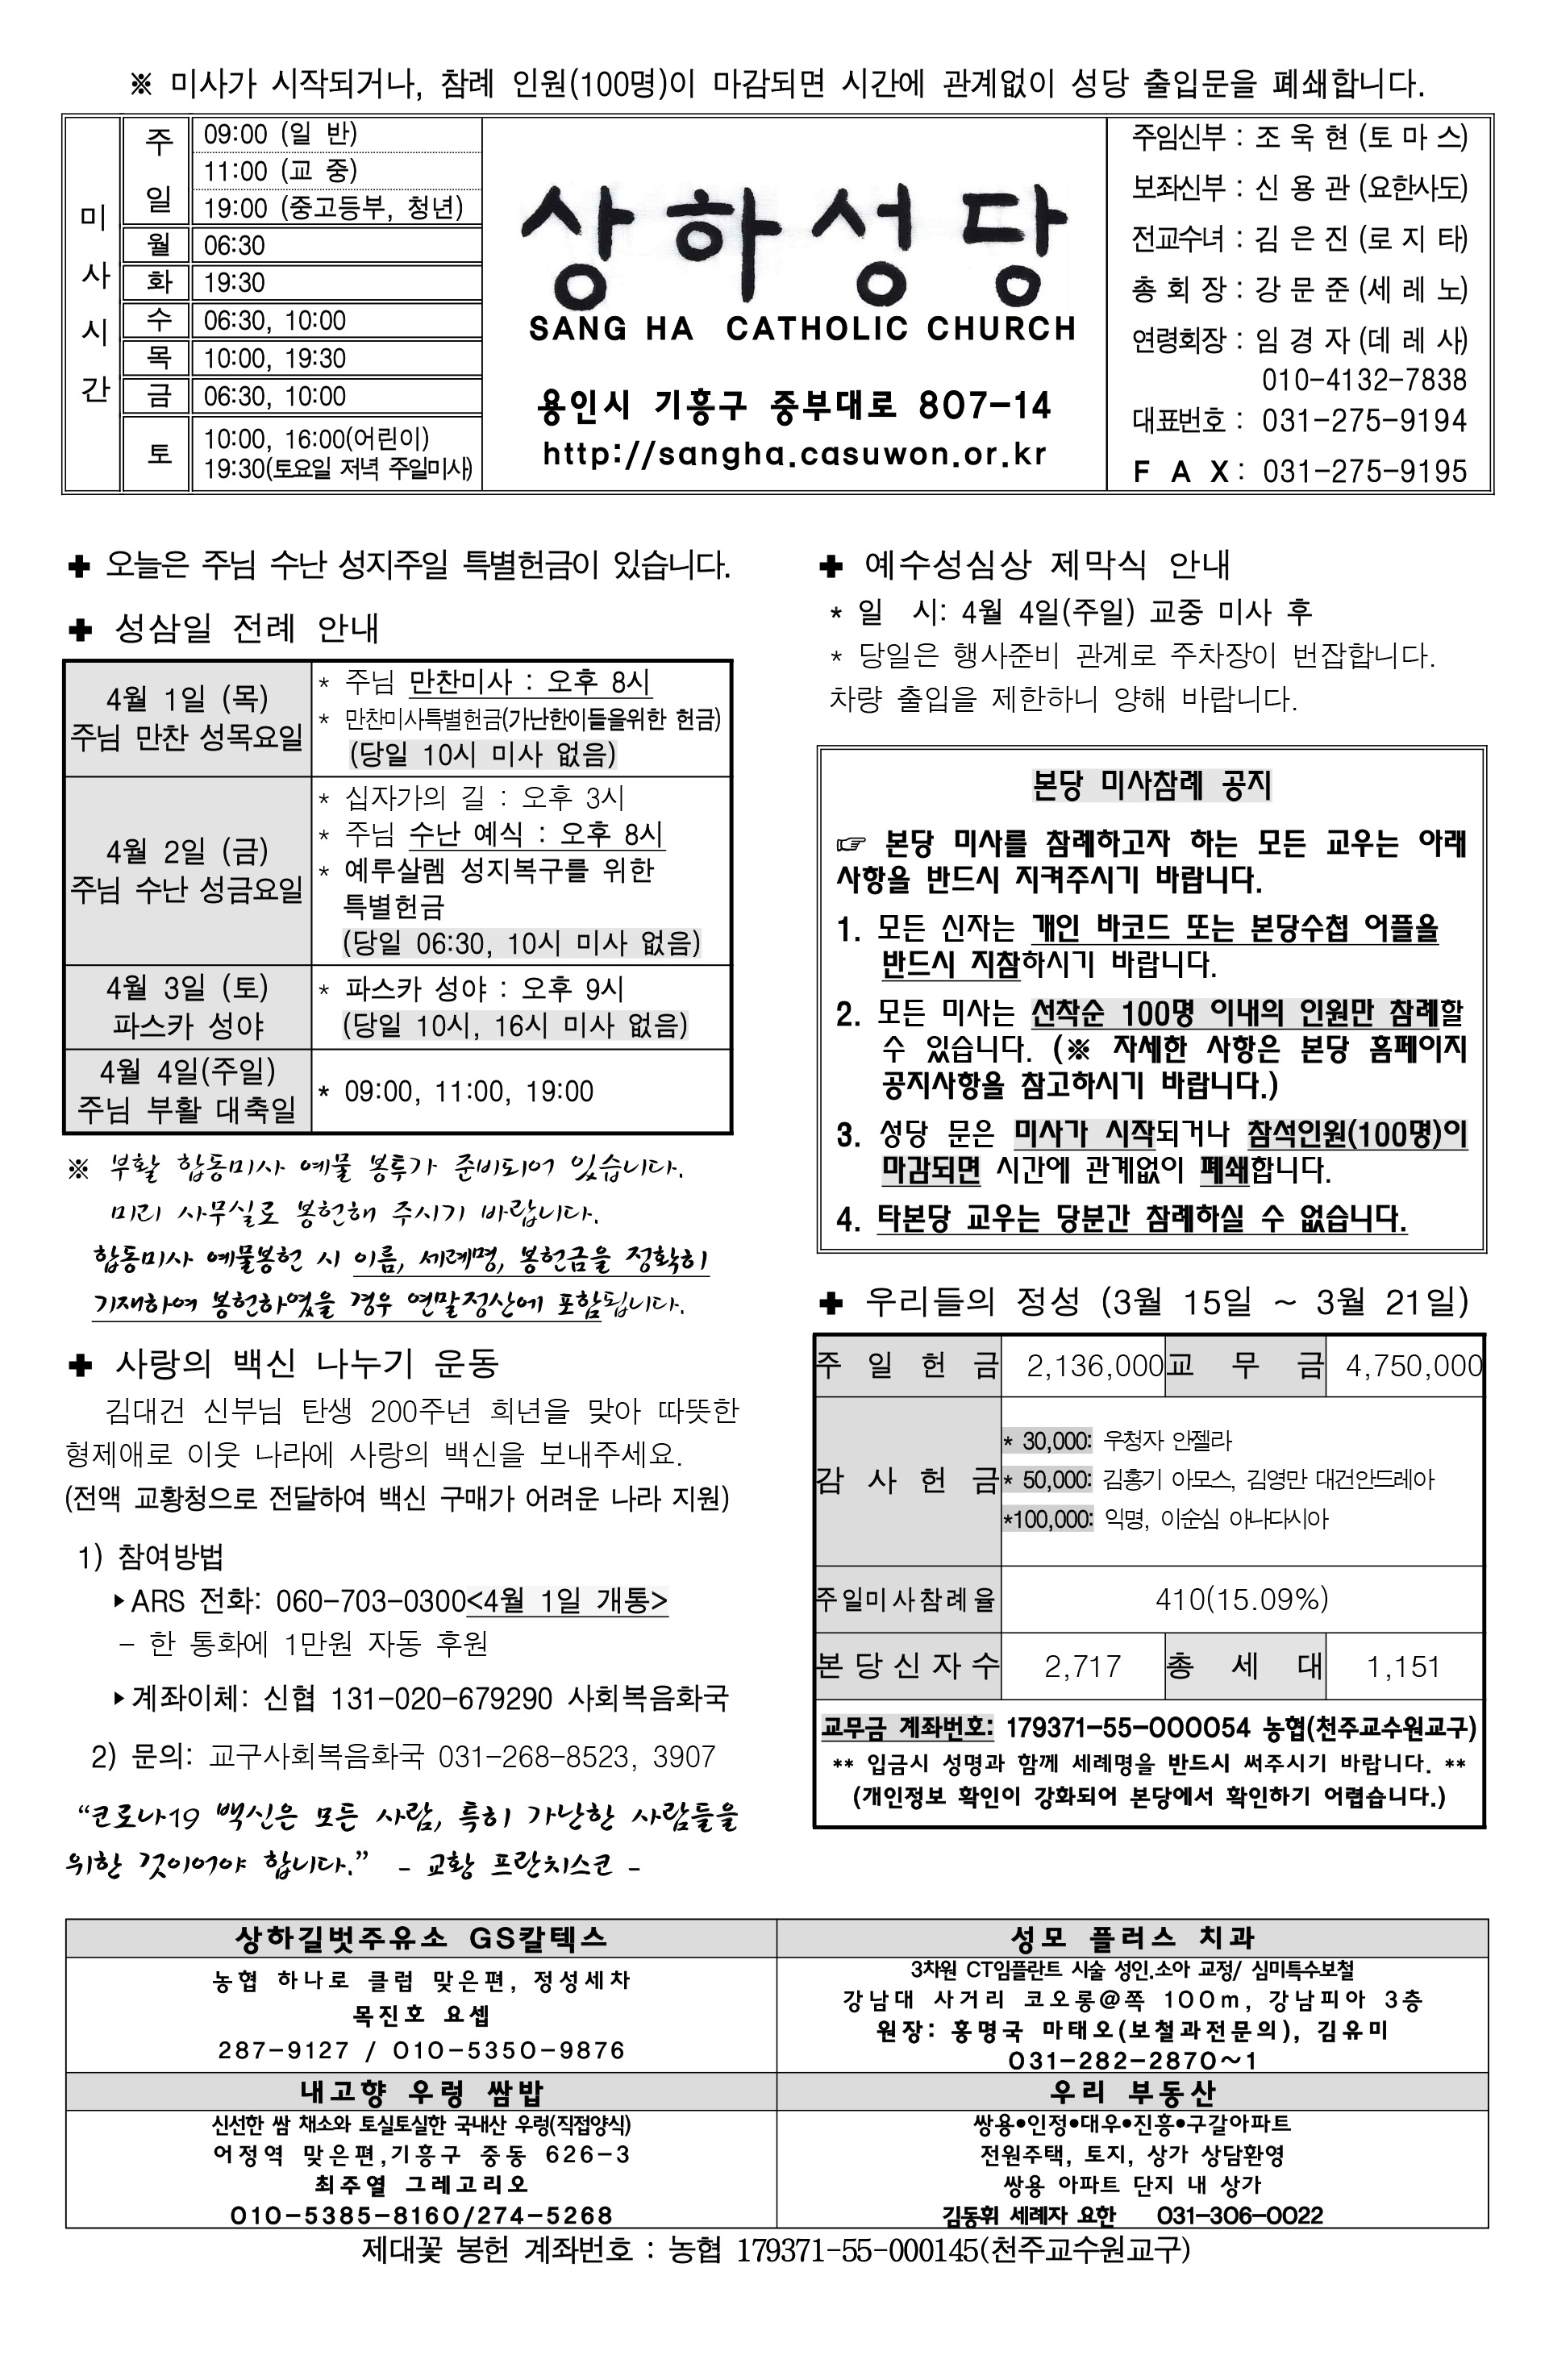 ※ 미사가 시작되거나, 참례 인원(100명)이 마감되면 시간에 관계없이 성당 출입문을 폐쇄합니다.
미사시간
주일
09:00 (일 반)
11:00 (교 중)
19:00 (중고등부, 청년)
월 06:30
화 19:30
수 06:30, 10:00
목 10:00, 19:30
금 06:30, 10:00
토 10:00, 16:00(어린이)
19:30(토요일 저녁 주일미사)
상하성당
SANG HA CATHOLIC CHURCH
용인시 기흥구 중부대로 807-14
http://sangha.casuwon.or.kr
주임신부 : 조 욱 현 (토 마 스)
보좌신부 : 신 용 관 (요한사도)
전교수녀 : 김 은 진 (로 지 타)
총 회 장 : 강 문 준 (세 레 노)
연령회장 : 임 경 자 (데 레 사)
010-4132-7838
대표번호 : 031-275-9194
F A X : 031-275-9195
✚ 오늘은 주님 수난 성지주일 특별헌금이 있습니다.
✚ 성삼일 전례 안내
4월 1일 (목)
주님 만찬 성목요일
* 주님 만찬미사 : 오후 8시
* 만찬미사특별헌금(가난한이들을위한 헌금)
(당일 10시 미사 없음)
4월 2일 (금)
주님 수난 성금요일
* 십자가의 길 : 오후 3시
* 주님 수난 예식 : 오후 8시
* 예루살렘 성지복구를 위한
특별헌금
(당일 06:30, 10시 미사 없음)
4월 3일 (토)
파스카 성야
* 파스카 성야 : 오후 9시
(당일 10시, 16시 미사 없음)
4월 4일(주일)
주님 부활 대축일
* 09:00, 11:00, 19:00
※ 부활 합동미사 예물 봉투가 준비되어 있습니다.
미리 사무실로 봉헌해 주시기 바랍니다.
합동미사 예물봉헌 시 이름, 세례명, 봉헌금을 정확히
기재하여 봉헌하였을 경우 연말정산에 포함됩니다.
✚ 사랑의 백신 나누기 운동
김대건 신부님 탄생 200주년 희년을 맞아 따뜻한
형제애로 이웃 나라에 사랑의 백신을 보내주세요.
(전액 교황청으로 전달하여 백신 구매가 어려운 나라 지원)
1) 참여방법
▸ARS 전화: 060-703-0300<4월 1일 개통>
- 한 통화에 1만원 자동 후원
▸계좌이체: 신협 131-020-679290 사회복음화국
2) 문의: 교구사회복음화국 031-268-8523, 3907
“코로나19 백신은 모든 사람, 특히 가난한 사람들을
위한 것이어야 합니다.” - 교황 프란치스코 -
✚ 예수성심상 제막식 안내
* 일 시: 4월 4일(주일) 교중 미사 후
* 당일은 행사준비 관계로 주차장이 번잡합니다.
차량 출입을 제한하니 양해 바랍니다.
본당 미사참례 공지
☞ 본당 미사를 참례하고자 하는 모든 교우는 아래
사항을 반드시 지켜주시기 바랍니다.
1. 모든 신자는 개인 바코드 또는 본당수첩 어플을
반드시 지참하시기 바랍니다.
2. 모든 미사는 선착순 100명 이내의 인원만 참례할
수 있습니다. (※ 자세한 사항은 본당 홈페이지
공지사항을 참고하시기 바랍니다.)
3. 성당 문은 미사가 시작되거나 참석인원(100명)이
마감되면 시간에 관계없이 폐쇄합니다.
4. 타본당 교우는 당분간 참례하실 수 없습니다.
✚ 우리들의 정성 (3월 15일 ~ 3월 21일)
주 일 헌 금 2,136,000 교 무 금 4,750,000
감 사 헌 금
* 30,000: 우청자 안젤라
* 50,000: 김홍기 아모스, 김영만 대건안드레아
*100,000: 익명, 이순심 아나다시아
주일미사참례율 410(15.09%)
본당신자수 2,717 총 세 대 1,151
교무금 계좌번호: 179371-55-000054 농협(천주교수원교구)
** 입금시 성명과 함께 세례명을 반드시 써주시기 바랍니다. **
(개인정보 확인이 강화되어 본당에서 확인하기 어렵습니다.)
상하길벗주유소 GS칼텍스
농협 하나로 클럽 맞은편, 정성세차
목진호 요셉
287-9127 / 010-5350-9876
성모 플러스 치과
3차원 CT임플란트 시술 성인.소아 교정/ 심미특수보철
강남대 사거리 코오롱@쪽 100m, 강남피아 3층
원장: 홍명국 마태오(보철과전문의), 김유미
031-282-2870~1
내고향 우렁 쌈밥
신선한 쌈 채소와 토실토실한 국내산 우렁(직접양식)
어정역 맞은편,기흥구 중동 626-3
최주열 그레고리오
010-5385-8160/274-5268
우리 부동산
쌍용•인정•대우•진흥•구갈아파트
전원주택, 토지, 상가 상담환영
쌍용 아파트 단지 내 상가
김동휘 세례자 요한 031-306-0022
제대꽃 봉헌 계좌번호 : 농협 179371-55-000145(천주교수원교구)